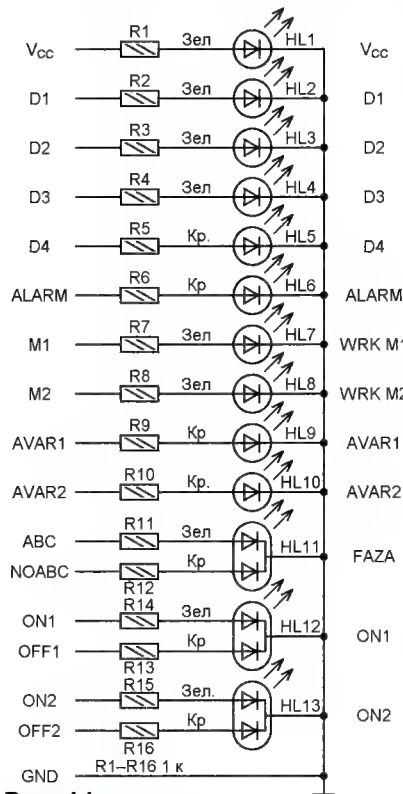 R1 Зел HL1
Vcc Vcc
R2 Зел HL2
D1 D1
R3 Зел HL3
D2 D2
R4 Зел HL4
D3 D3
R5 Кр. HL5
D4 D4
R6 Кр HL6
ALARM ALARM
R7 Зел HL7
M1 WRK M1
R8 Зел HL8
M2 WRK M2
R9 Кр HL9
AVAR1 AVAR1
R10 Кр. HL10
AVAR2 AVAR2
R11 Зел
ABC
HL11 FAZA
NOABC Кр
R12
R14 Зел
ON1
HL12 ON1
OFF1 Кр
R13
R15 Зел.
ON2
HL13 ON2
OFF2 Кр
R16
GND R1–R16 1 к